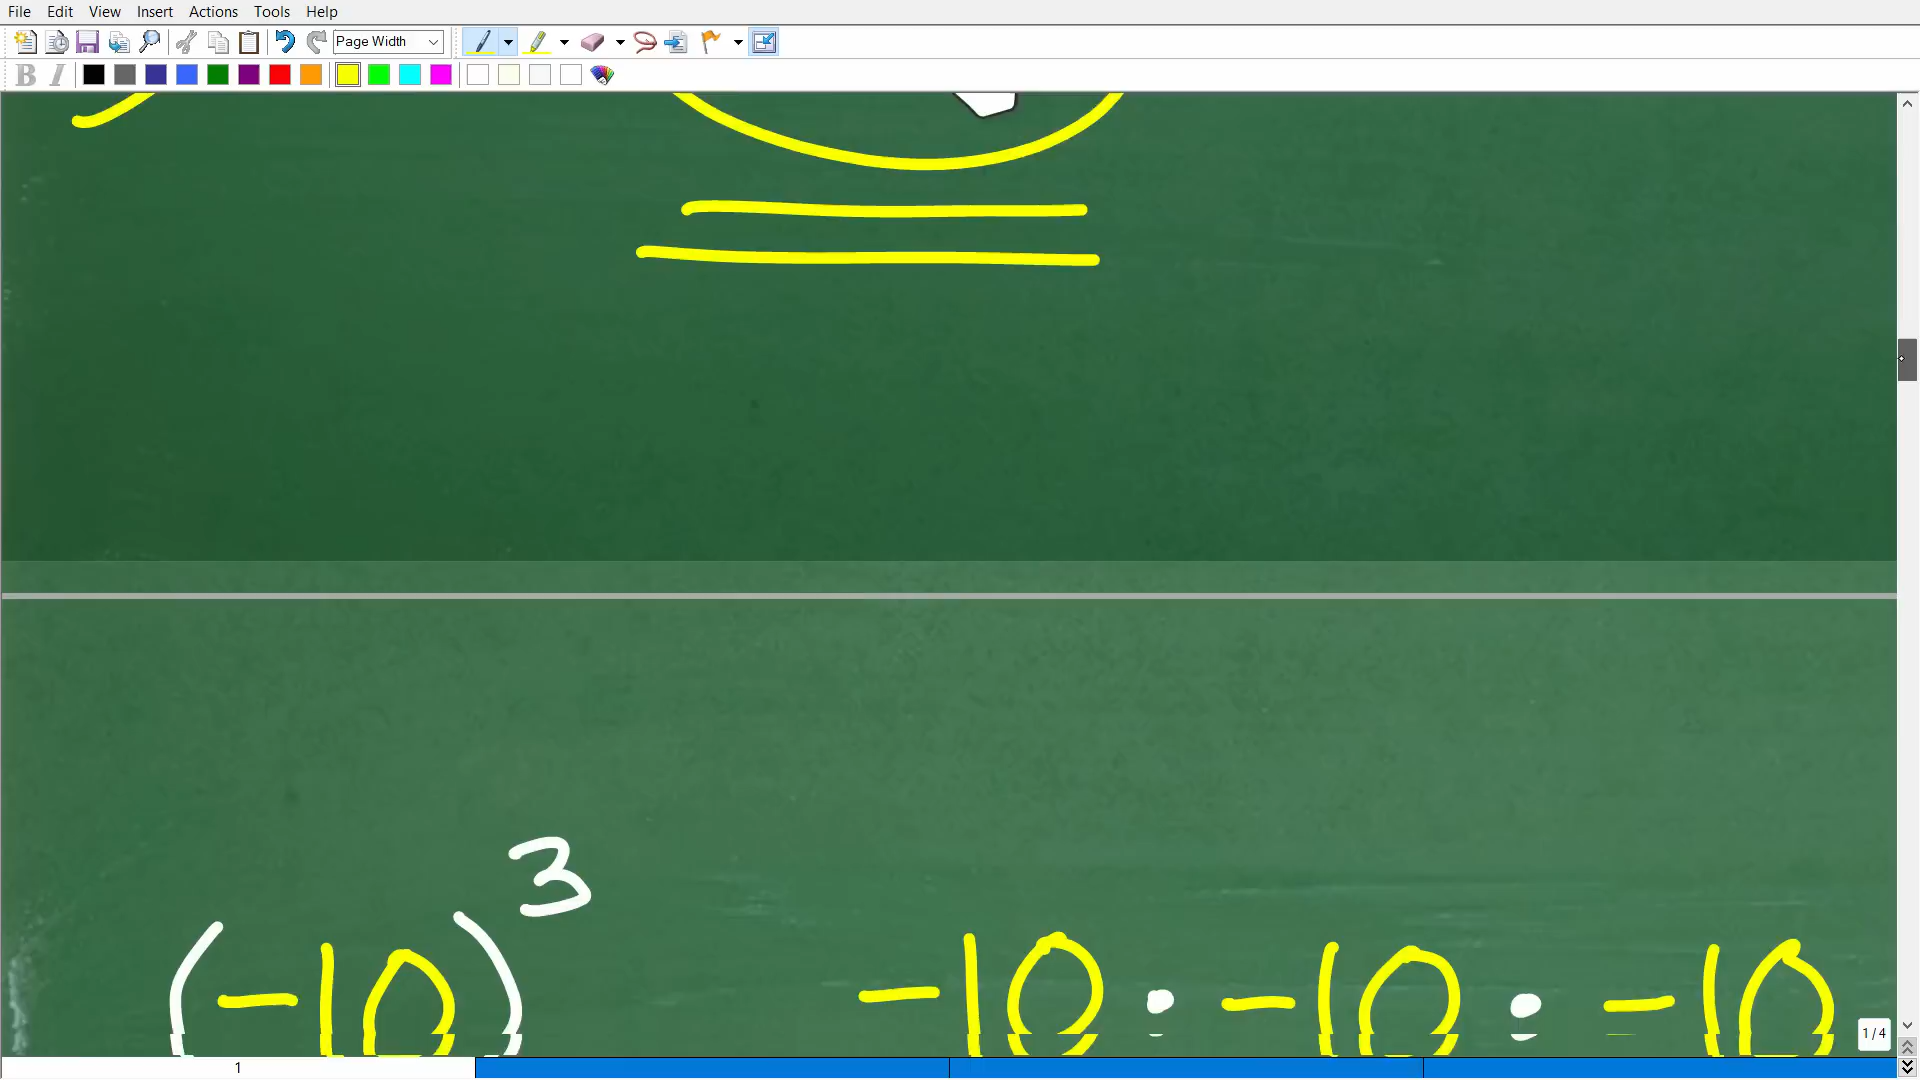 File Edit View Insert Actions Tools Help
Page Width
B I
(-10)³ -10 · -10 · -10
1/4
1